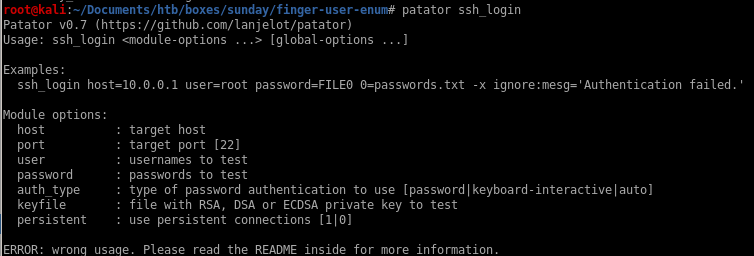 root@kali:~/Documents/htb/boxes/sunday/finger-user-enum# patator ssh_login
Patator v0.7 (https://github.com/lanjelot/patator)
Usage: ssh_login <module-options ...> [global-options ...]
Examples:
  ssh_login host=10.0.0.1 user=root password=FILE0 0=passwords.txt -x ignore:mesg='Authentication failed.'
Module options:
  host          : target host
  port          : target port [22]
  user          : usernames to test
  password      : passwords to test
  auth_type     : type of password authentication to use [password|keyboard-interactive|auto]
  keyfile       : file with RSA, DSA or ECDSA private key to test
  persistent    : use persistent connections [1|0]
ERROR: wrong usage. Please read the README inside for more information.